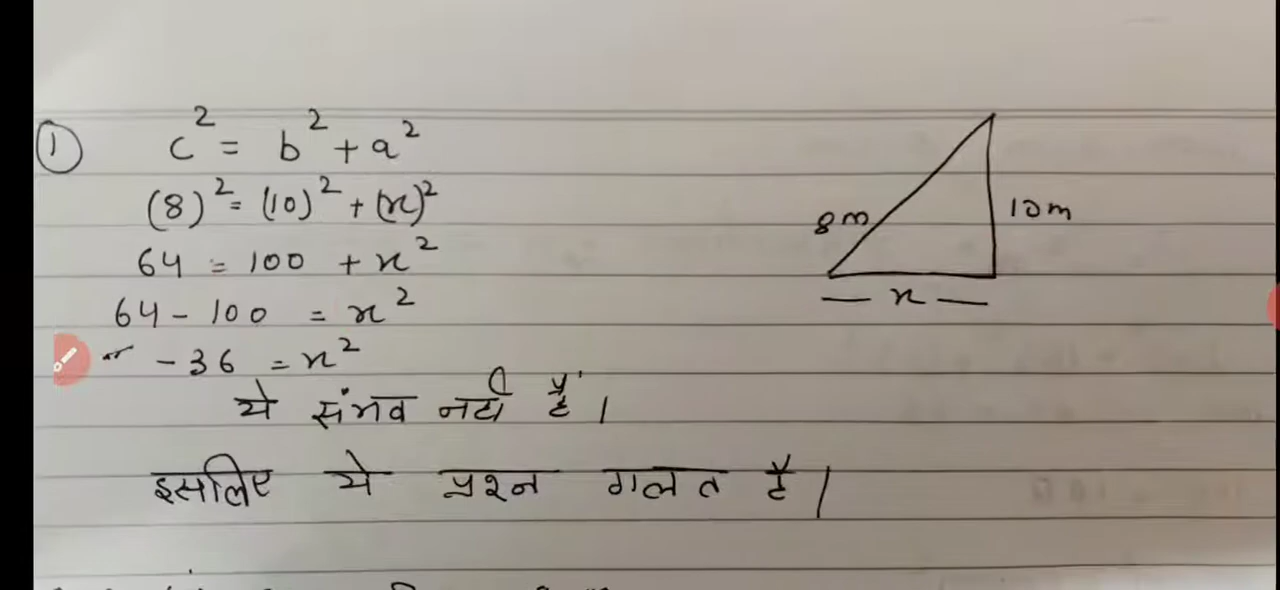 ① c² = b² + a²
(8)² = (10)² + (x)²
8m
10m
64 = 100 + x²
64 - 100 = x²
x
- 36 = x²
ये संभव नही है।
इसलिए ये प्रश्न गलत है।